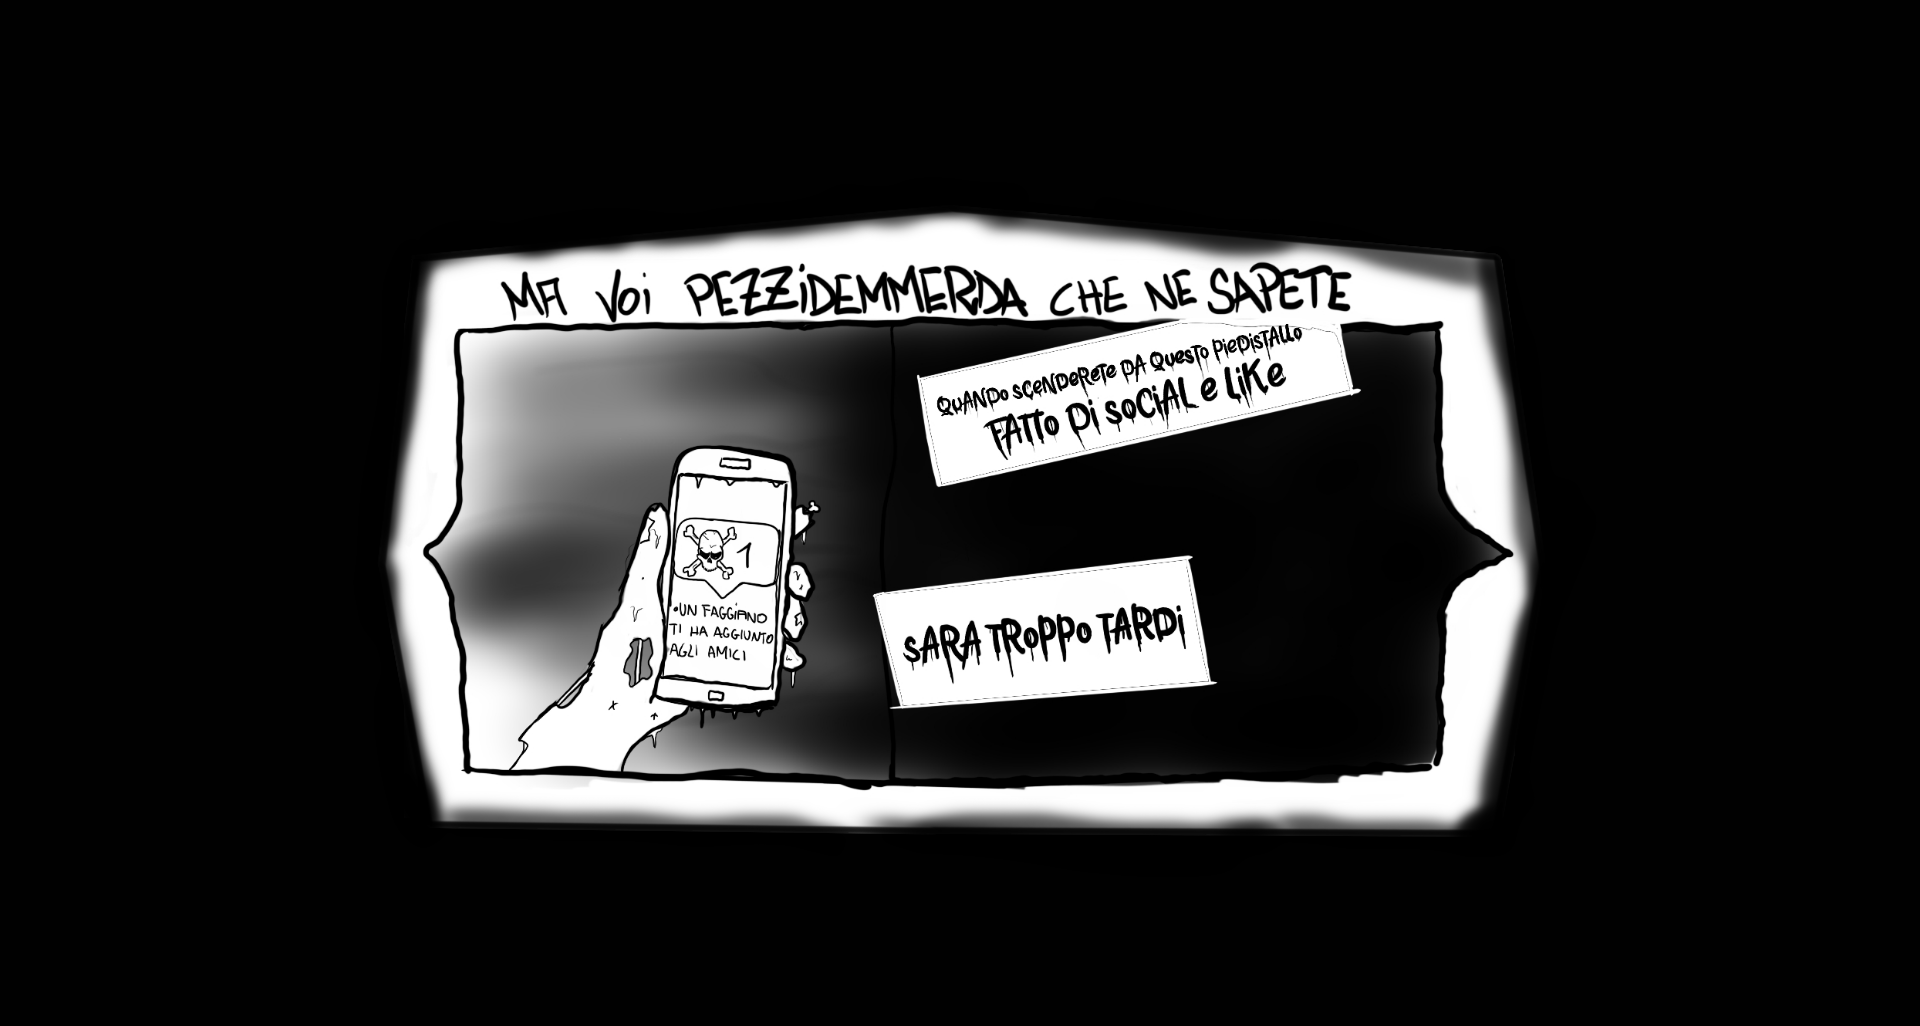 MA VOI PEZZIDEMMERDA CHE NE SAPETE
QUANDO SCENDERETE DA QUESTO PIEDISTALLO
FATTO DI SOCIAL E LIKE
1
•UN FAGGIANO
TI HA AGGIUNTO
AGLI AMICI
SARA TROPPO TARDI